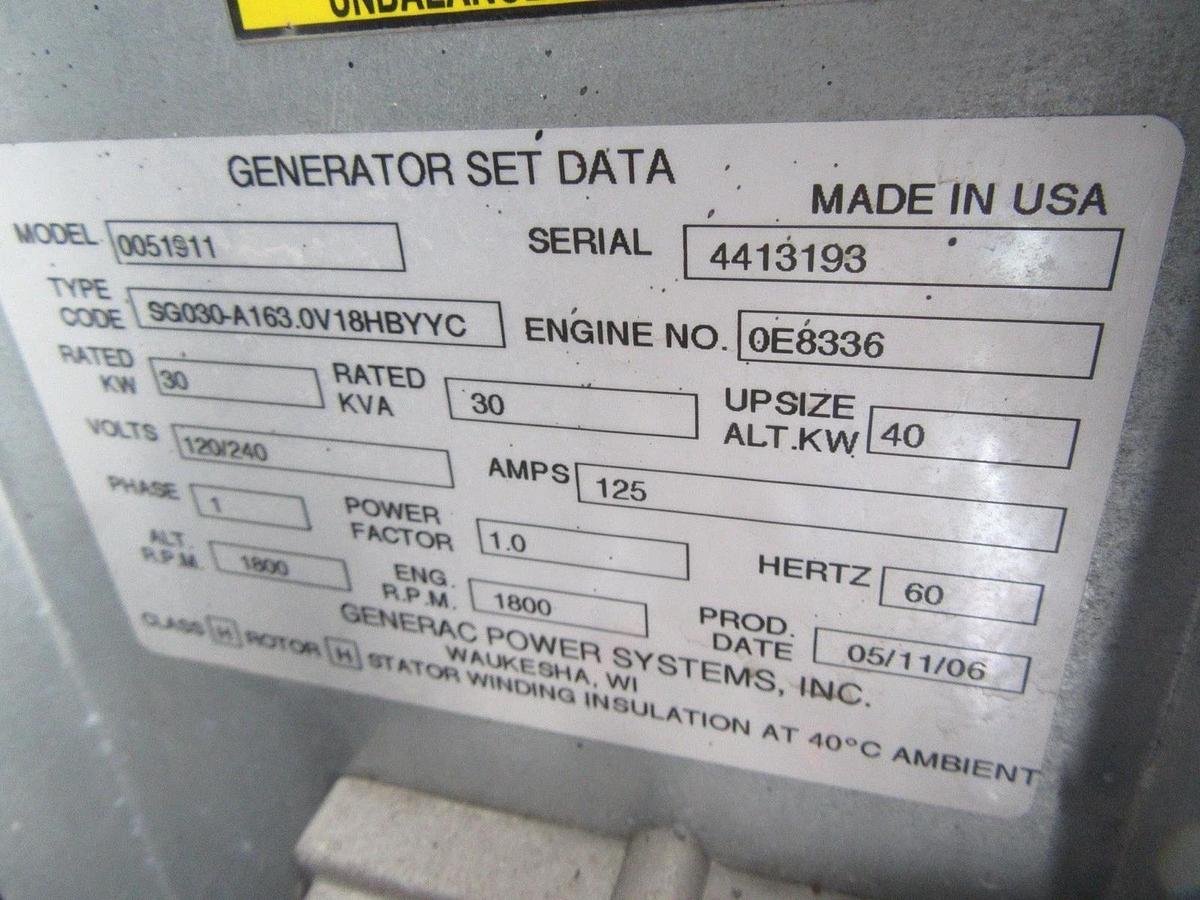 UNBALANCE
GENERATOR SET DATA
MADE IN USA
MODEL 0051911 SERIAL 4413193
TYPE CODE SG030-A163.0V18HBYYC ENGINE NO. 0E8336
RATED KW 30 RATED KVA 30 UPSIZE ALT.KW 40
VOLTS 120/240 AMPS 125
PHASE 1 POWER FACTOR 1.0 HERTZ 60
ALT. R.P.M. 1800 ENG. R.P.M. 1800 PROD. DATE 05/11/06
GENERAC POWER SYSTEMS, INC.
WAUKESHA, WI
CLASS H ROTOR H STATOR WINDING INSULATION AT 40°C AMBIENT